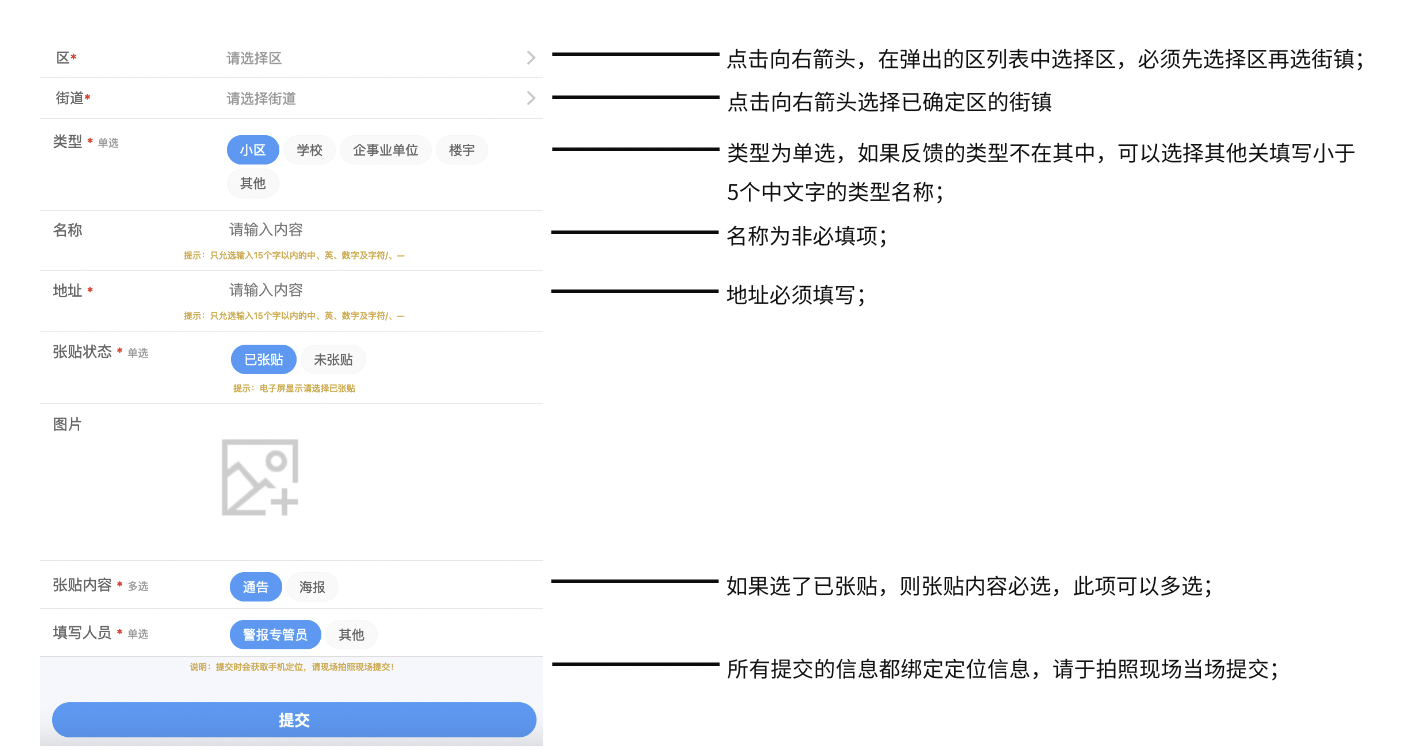 区*
请选择区
点击向右箭头，在弹出的区列表中选择区，必须先选择区再选街镇；
街道*
请选择街道
点击向右箭头选择已确定区的街镇
类型 * 单选
小区 学校 企事业单位 楼宇
其他
类型为单选，如果反馈的类型不在其中，可以选择其他关填写小于
5个中文字的类型名称；
名称
请输入内容
提示：只允选输入15个字以内的中、英、数字及字符/、—
名称为非必填项；
地址 *
请输入内容
提示：只允选输入15个字以内的中、英、数字及字符/、—
地址必须填写；
张贴状态 * 单选
已张贴 未张贴
提示：电子屏显示请选择已张贴
图片
张贴内容 * 多选
通告 海报
如果选了已张贴，则张贴内容必选，此项可以多选；
填写人员 * 单选
警报专管员 其他
说明：提交时会获取手机定位，请现场拍照现场提交！
所有提交的信息都绑定定位信息，请于拍照现场当场提交；
提交